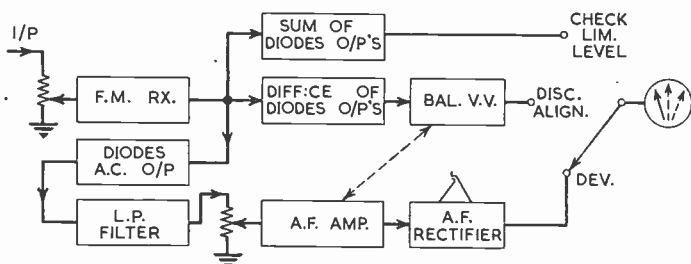 I/P
SUM OF
DIODES O/P'S
CHECK
LIM.
LEVEL
F.M. RX.
DIFF:CE OF
DIODES O/P'S
BAL. V.V.
DISC.
ALIGN.
DIODES
A.C. O/P
DEV.
L.P.
FILTER
A.F. AMP.
A.F.
RECTIFIER